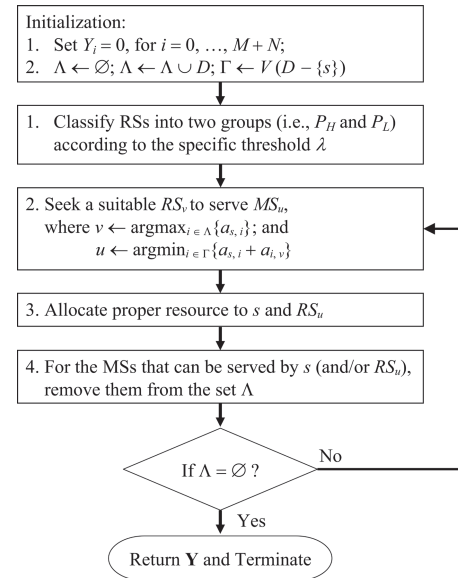 Initialization:
1. Set Yᵢ = 0, for i = 0, …, M + N;
2. Λ ← ∅; Λ ← Λ ∪ D; Γ ← V (D − {s})
1. Classify RSs into two groups (i.e., P_H and P_L)
according to the specific threshold λ
2. Seek a suitable RS_v to serve MS_u,
where v ← argmax_{i ∈ Λ}{a_{s, i}}; and
u ← argmin_{i ∈ Γ}{a_{s, i} + a_{i, v}}
3. Allocate proper resource to s and RS_u
4. For the MSs that can be served by s (and/or RS_u),
remove them from the set Λ
If Λ = ∅ ?
No
Yes
Return Y and Terminate